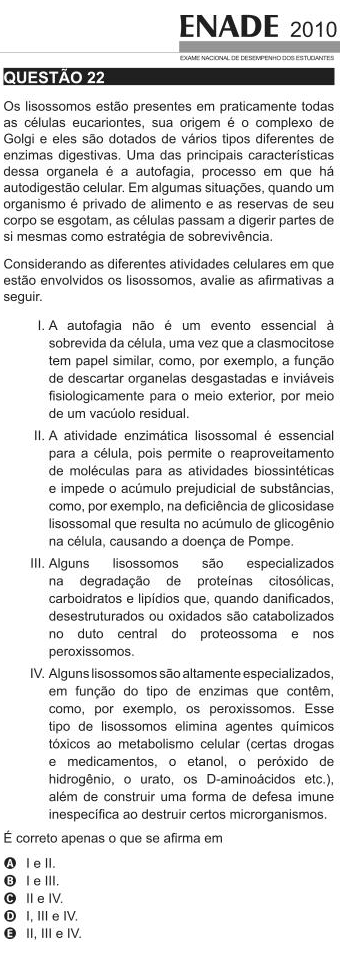 ENADE 2010
EXAME NACIONAL DE DESEMPENHO DOS ESTUDANTES
QUESTÃO 22
Os lisossomos estão presentes em praticamente todas
as células eucariontes, sua origem é o complexo de
Golgi e eles são dotados de vários tipos diferentes de
enzimas digestivas. Uma das principais características
dessa organela é a autofagia, processo em que há
autodigestão celular. Em algumas situações, quando um
organismo é privado de alimento e as reservas de seu
corpo se esgotam, as células passam a digerir partes de
si mesmas como estratégia de sobrevivência.
Considerando as diferentes atividades celulares em que
estão envolvidos os lisossomos, avalie as afirmativas a
seguir.
I. A autofagia não é um evento essencial à
sobrevida da célula, uma vez que a clasmocitose
tem papel similar, como, por exemplo, a função
de descartar organelas desgastadas e inviáveis
fisiologicamente para o meio exterior, por meio
de um vacúolo residual.
II. A atividade enzimática lisossomal é essencial
para a célula, pois permite o reaproveitamento
de moléculas para as atividades biossintéticas
e impede o acúmulo prejudicial de substâncias,
como, por exemplo, na deficiência de glicosidase
lisossomal que resulta no acúmulo de glicogênio
na célula, causando a doença de Pompe.
III. Alguns lisossomos são especializados
na degradação de proteínas citosólicas,
carboidratos e lipídios que, quando danificados,
desestruturados ou oxidados são catabolizados
no duto central do proteossoma e nos
peroxissomos.
IV. Alguns lisossomos são altamente especializados,
em função do tipo de enzimas que contêm,
como, por exemplo, os peroxissomos. Esse
tipo de lisossomos elimina agentes químicos
tóxicos ao metabolismo celular (certas drogas
e medicamentos, o etanol, o peróxido de
hidrogênio, o urato, os D-aminoácidos etc.),
além de construir uma forma de defesa imune
inespecífica ao destruir certos microrganismos.
É correto apenas o que se afirma em
A I e II.
B I e III.
C II e IV.
D I, III e IV.
E II, III e IV.